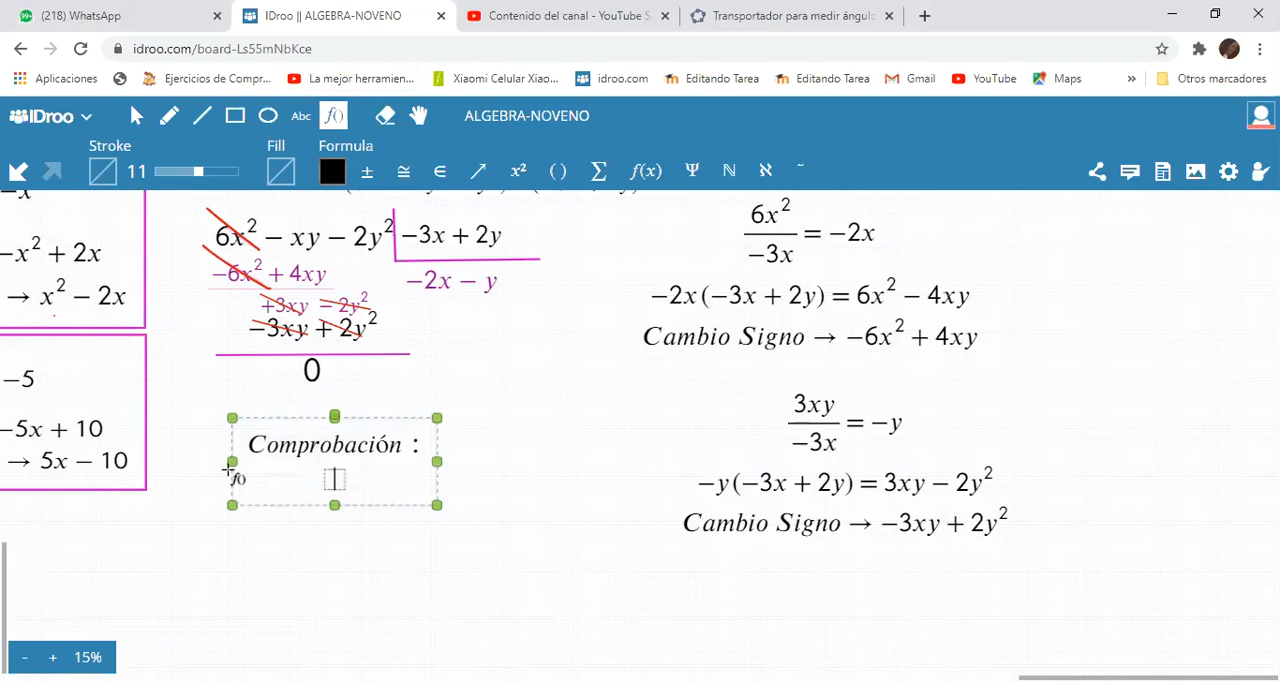 (218) WhatsApp
IDroo || ALGEBRA-NOVENO
Contenido del canal - YouTube S
Transportador para medir ángul
idroo.com/board-Ls55mNbKce
Aplicaciones
Ejercicios de Compr...
La mejor herramien...
Xiaomi Celular Xiao...
idroo.com
Editando Tarea
Editando Tarea
Gmail
YouTube
Maps
»
Otros marcadores
IDroo
Abc
f()
ALGEBRA-NOVENO
Stroke
Fill
Formula
11
± ≅ ∈ x² ( ) Σ f(x) Ψ ℕ ℵ ~
−x² + 2x
→ x² − 2x
−5
−5x + 10
→ 5x − 10
6x² − xy − 2y² −3x + 2y
−6x² + 4xy −2x − y
+3xy − 2y²
−3xy + 2y²
0
Comprobación :
f()
6x²/−3x = −2x
−2x(−3x + 2y) = 6x² − 4xy
Cambio Signo → −6x² + 4xy
3xy/−3x = −y
−y(−3x + 2y) = 3xy − 2y²
Cambio Signo → −3xy + 2y²
- + 15%